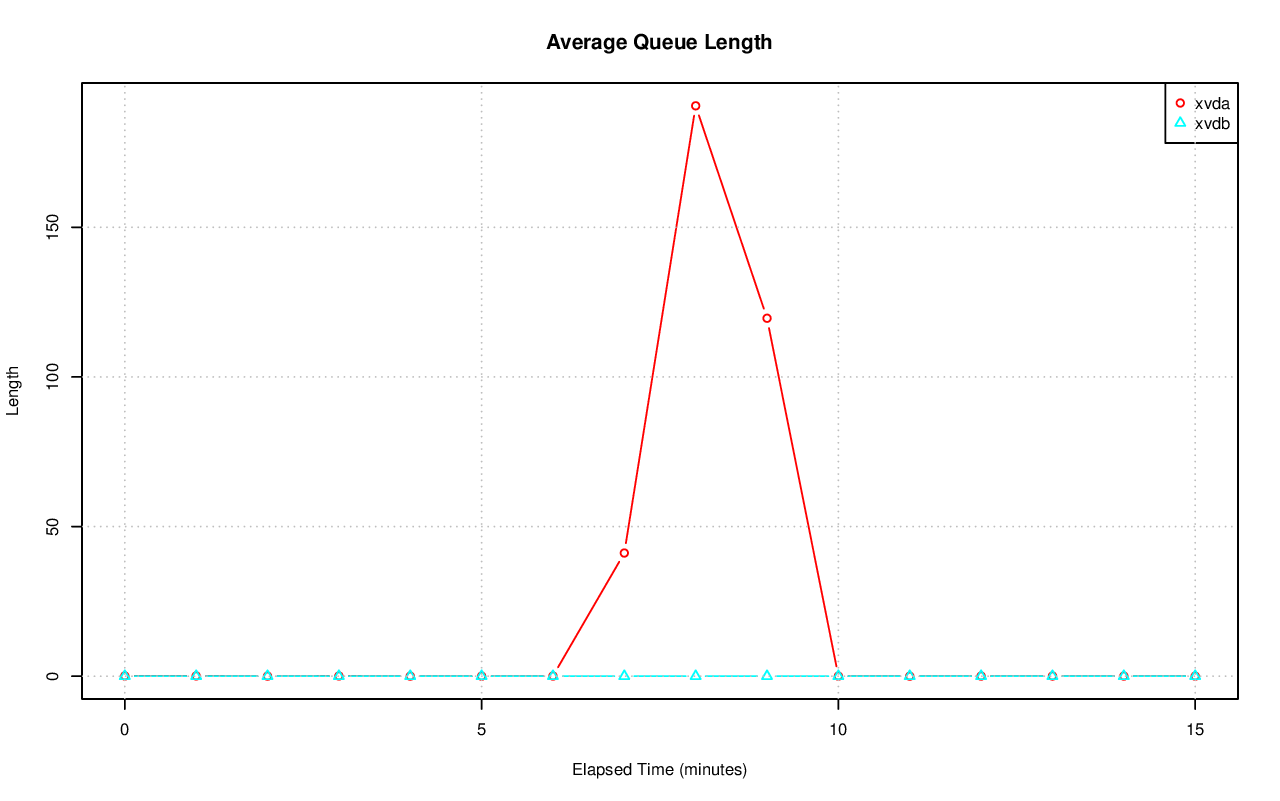 Average Queue Length
xvda
xvdb
150
100
50
0
Length
0 5 10 15
Elapsed Time (minutes)